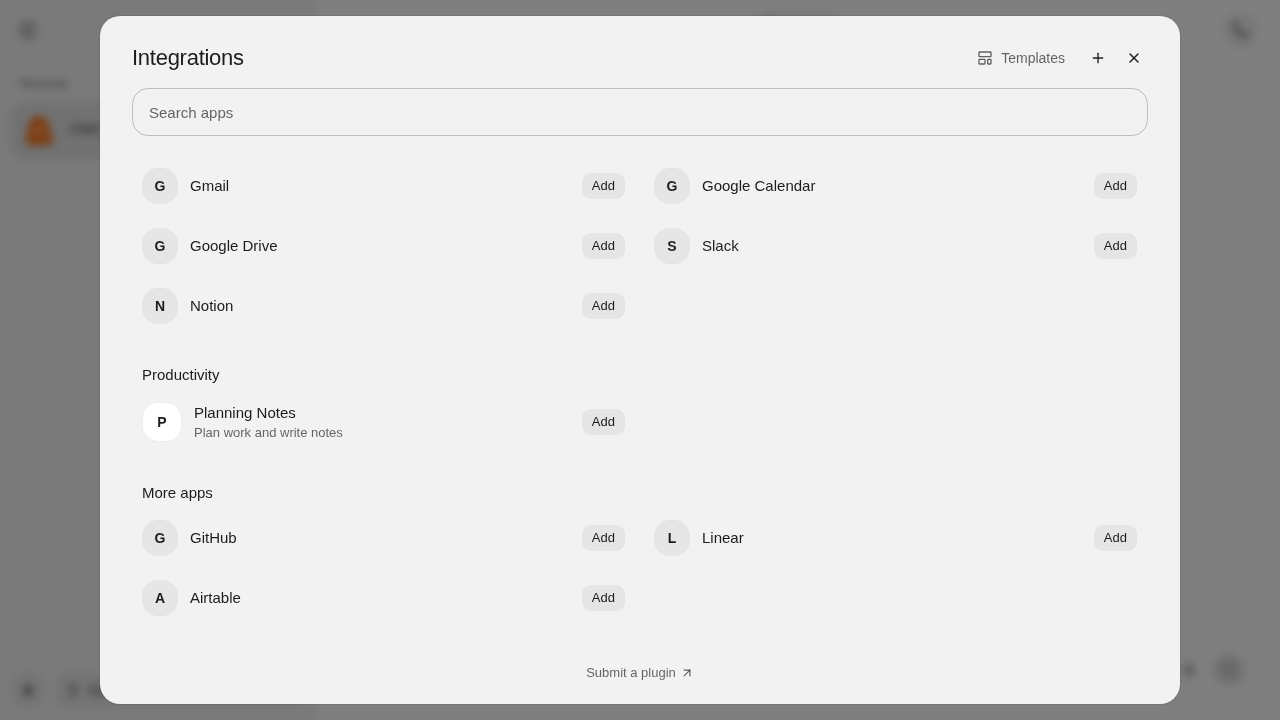 Integrations
Templates
Search apps
G Gmail Add
G Google Calendar Add
G Google Drive Add
S Slack Add
N Notion Add
Productivity
P Planning Notes Add
Plan work and write notes
More apps
G GitHub Add
L Linear Add
A Airtable Add
Submit a plugin